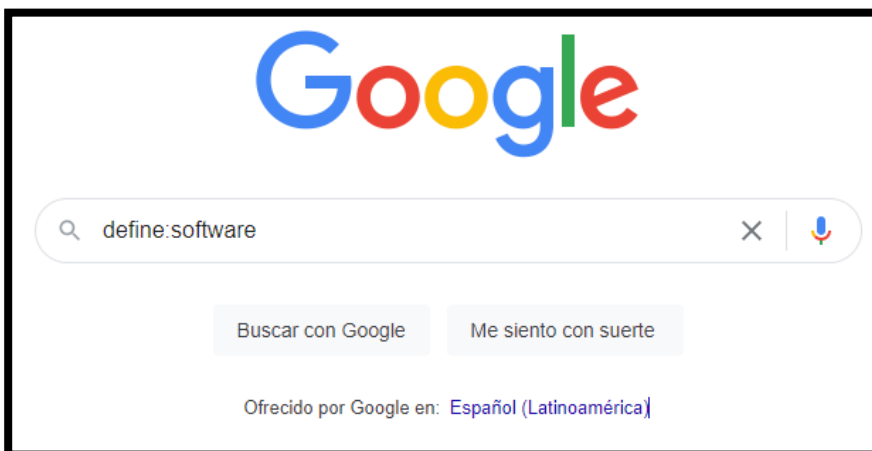 Google
define:software
Buscar con Google Me siento con suerte
Ofrecido por Google en: Español (Latinoamérica)